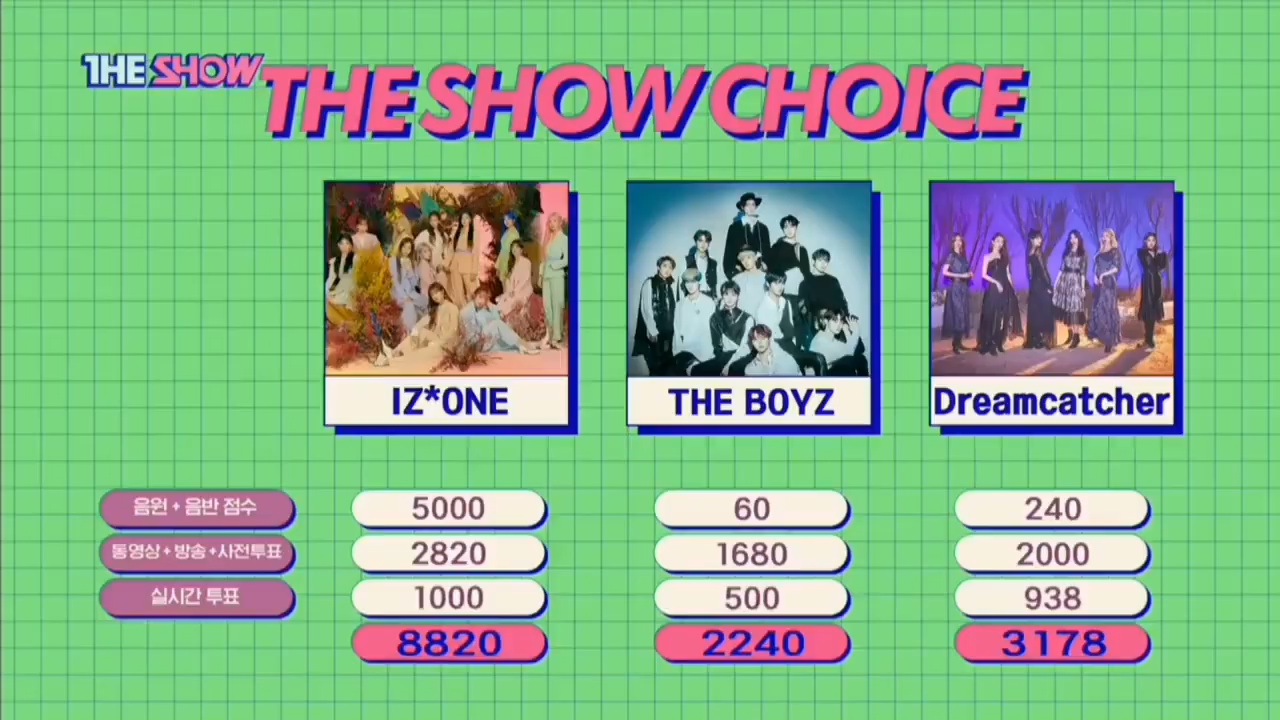 THE SHOW
THE SHOW CHOICE
IZ*ONE THE BOYZ Dreamcatcher
음원 + 음반 점수 5000 60 240
동영상 + 방송 +사전투표 2820 1680 2000
실시간 투표 1000 500 938
8820 2240 3178